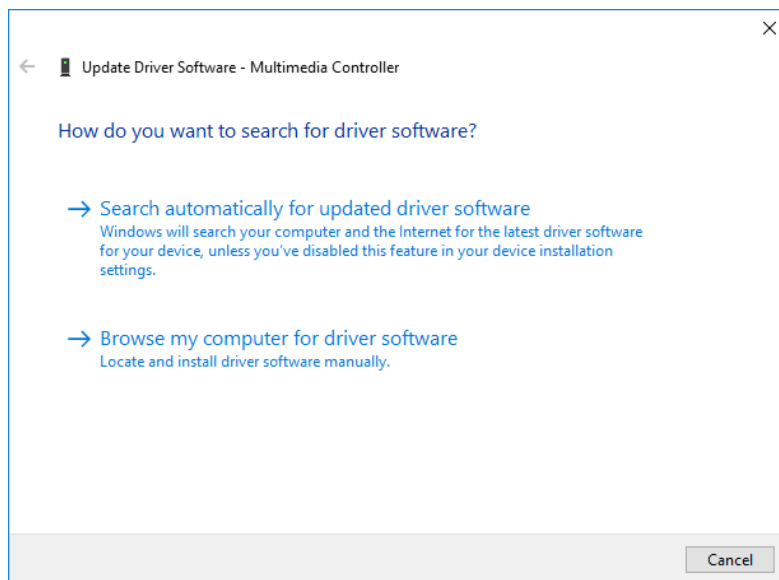 Update Driver Software - Multimedia Controller
How do you want to search for driver software?
Search automatically for updated driver software
Windows will search your computer and the Internet for the latest driver software
for your device, unless you've disabled this feature in your device installation
settings.
Browse my computer for driver software
Locate and install driver software manually.
Cancel